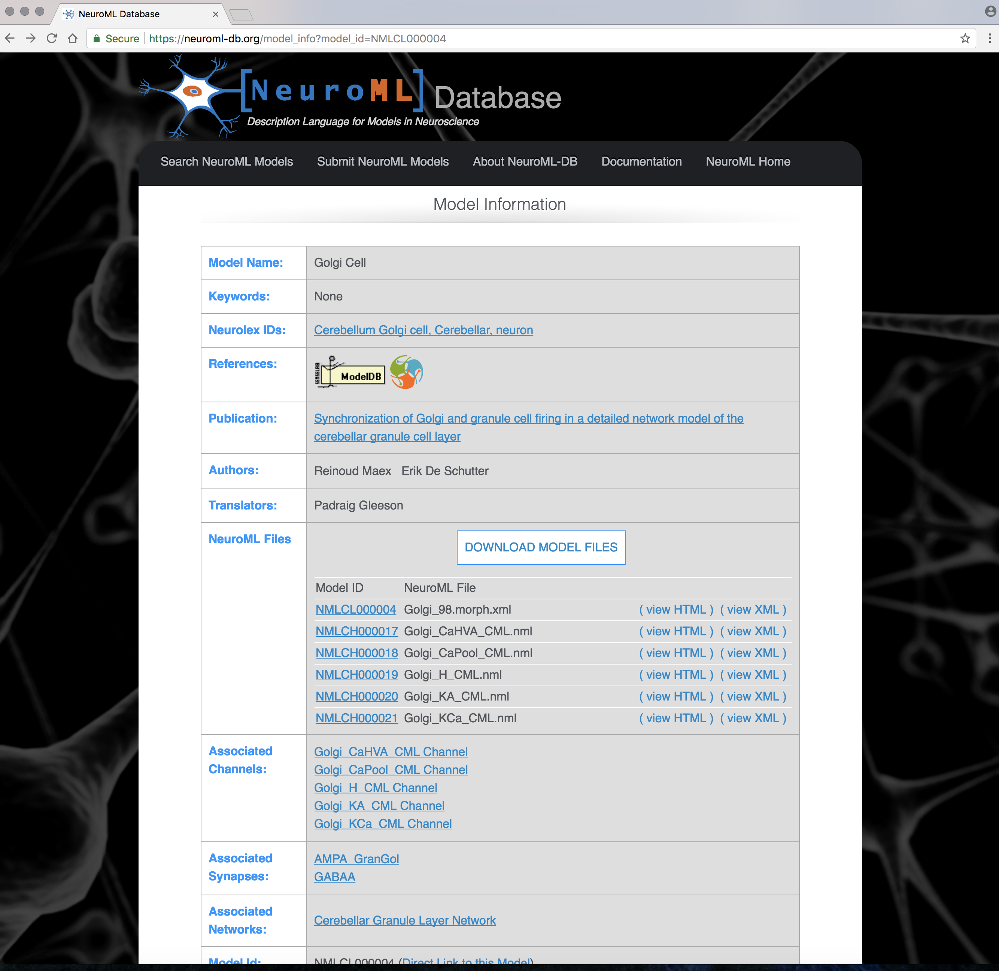 NeuroML Database
Secure https://neuroml-db.org/model_info?model_id=NMLCL000004
[NeuroML] Database
Description Language for Models in Neuroscience
Search NeuroML Models Submit NeuroML Models About NeuroML-DB Documentation NeuroML Home
Model Information
Model Name: Golgi Cell
Keywords: None
Neurolex IDs: Cerebellum Golgi cell, Cerebellar, neuron
References: SENSELAB ModelDB
Publication: Synchronization of Golgi and granule cell firing in a detailed network model of the
cerebellar granule cell layer
Authors: Reinoud Maex Erik De Schutter
Translators: Padraig Gleeson
NeuroML Files
DOWNLOAD MODEL FILES
Model ID NeuroML File
NMLCL000004 Golgi_98.morph.xml ( view HTML ) ( view XML )
NMLCH000017 Golgi_CaHVA_CML.nml ( view HTML ) ( view XML )
NMLCH000018 Golgi_CaPool_CML.nml ( view HTML ) ( view XML )
NMLCH000019 Golgi_H_CML.nml ( view HTML ) ( view XML )
NMLCH000020 Golgi_KA_CML.nml ( view HTML ) ( view XML )
NMLCH000021 Golgi_KCa_CML.nml ( view HTML ) ( view XML )
Associated
Channels:
Golgi_CaHVA_CML Channel
Golgi_CaPool_CML Channel
Golgi_H_CML Channel
Golgi_KA_CML Channel
Golgi_KCa_CML Channel
Associated
Synapses:
AMPA_GranGol
GABAA
Associated
Networks:
Cerebellar Granule Layer Network
Model Id: NMLCL000004 (Direct Link to this Model)